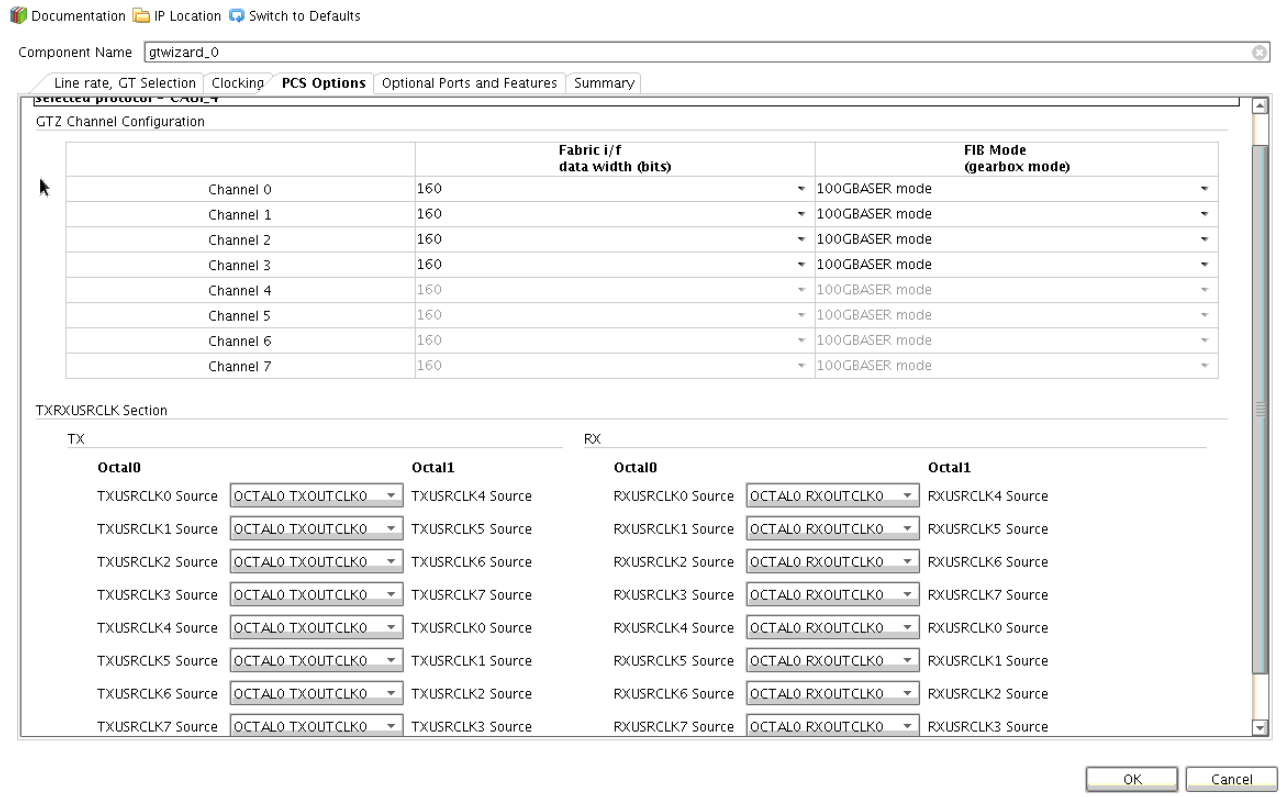 Documentation IP Location Switch to Defaults
Component Name gtwizard_0
Line rate, GT Selection Clocking PCS Options Optional Ports and Features Summary
selected protocol - CAUI_4
GTZ Channel Configuration
Fabric i/f FIB Mode
data width (bits) (gearbox mode)
Channel 0 160 100GBASER mode
Channel 1 160 100GBASER mode
Channel 2 160 100GBASER mode
Channel 3 160 100GBASER mode
Channel 4 160 100GBASER mode
Channel 5 160 100GBASER mode
Channel 6 160 100GBASER mode
Channel 7 160 100GBASER mode
TXRXUSRCLK Section
TX RX
Octal0 Octal1 Octal0 Octal1
TXUSRCLK0 Source OCTAL0 TXOUTCLK0 TXUSRCLK4 Source RXUSRCLK0 Source OCTAL0 RXOUTCLK0 RXUSRCLK4 Source
TXUSRCLK1 Source OCTAL0 TXOUTCLK0 TXUSRCLK5 Source RXUSRCLK1 Source OCTAL0 RXOUTCLK0 RXUSRCLK5 Source
TXUSRCLK2 Source OCTAL0 TXOUTCLK0 TXUSRCLK6 Source RXUSRCLK2 Source OCTAL0 RXOUTCLK0 RXUSRCLK6 Source
TXUSRCLK3 Source OCTAL0 TXOUTCLK0 TXUSRCLK7 Source RXUSRCLK3 Source OCTAL0 RXOUTCLK0 RXUSRCLK7 Source
TXUSRCLK4 Source OCTAL0 TXOUTCLK0 TXUSRCLK0 Source RXUSRCLK4 Source OCTAL0 RXOUTCLK0 RXUSRCLK0 Source
TXUSRCLK5 Source OCTAL0 TXOUTCLK0 TXUSRCLK1 Source RXUSRCLK5 Source OCTAL0 RXOUTCLK0 RXUSRCLK1 Source
TXUSRCLK6 Source OCTAL0 TXOUTCLK0 TXUSRCLK2 Source RXUSRCLK6 Source OCTAL0 RXOUTCLK0 RXUSRCLK2 Source
TXUSRCLK7 Source OCTAL0 TXOUTCLK0 TXUSRCLK3 Source RXUSRCLK7 Source OCTAL0 RXOUTCLK0 RXUSRCLK3 Source
OK Cancel